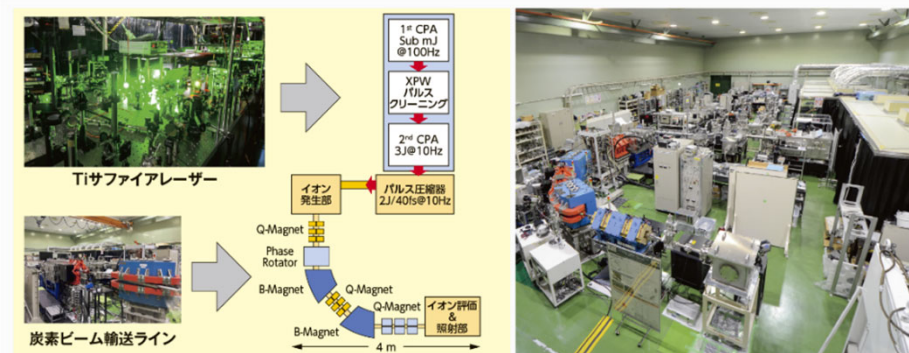 1st CPA
Sub mJ
@100Hz
XPW
パルス
クリーニング
2nd CPA
3J@10Hz
Tiサファイアレーザー
イオン
発生部
パルス圧縮器
2J/40fs@10Hz
Q-Magnet
Phase
Rotator
B-Magnet
Q-Magnet
Q-Magnet
イオン評価
&
照射部
B-Magnet
炭素ビーム輸送ライン
4 m